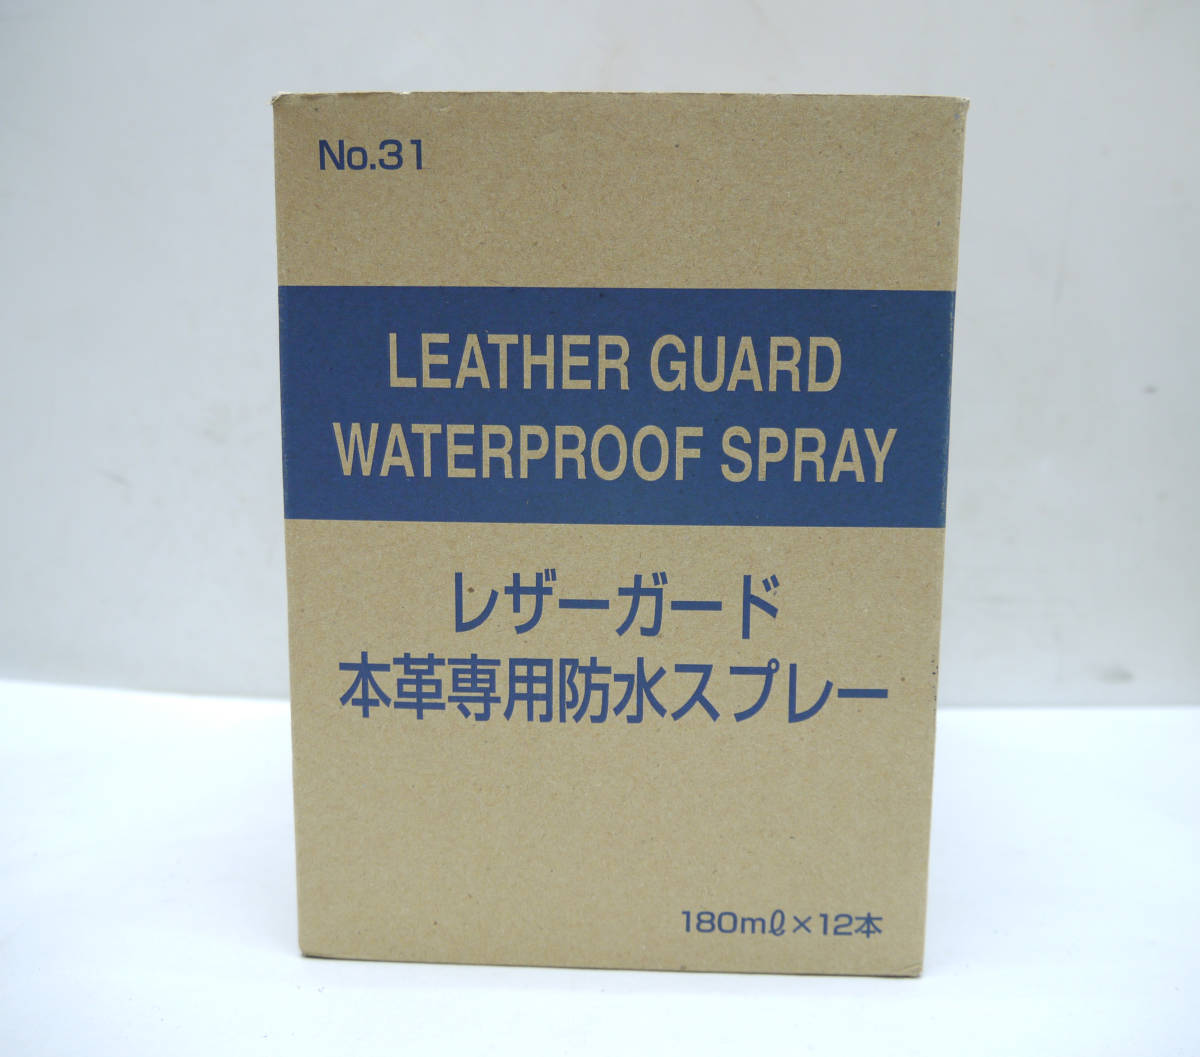 No.31
LEATHER GUARD
WATERPROOF SPRAY
レザーガード
本革専用防水スプレー
180mℓ×12本